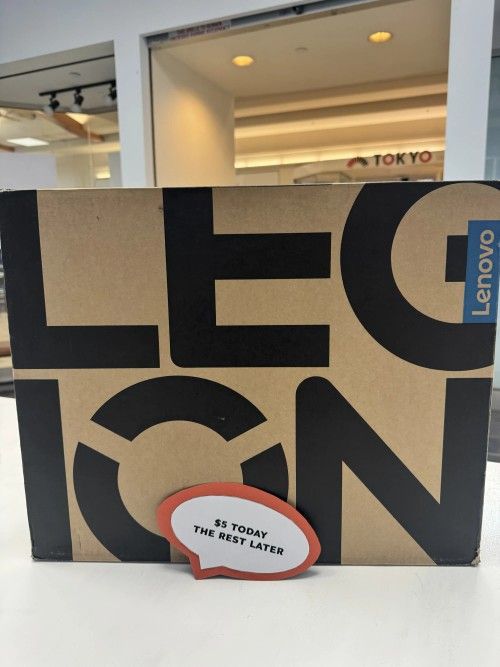 TOKYO
LEG
Lenovo
ION
$5 TODAY
THE REST LATER